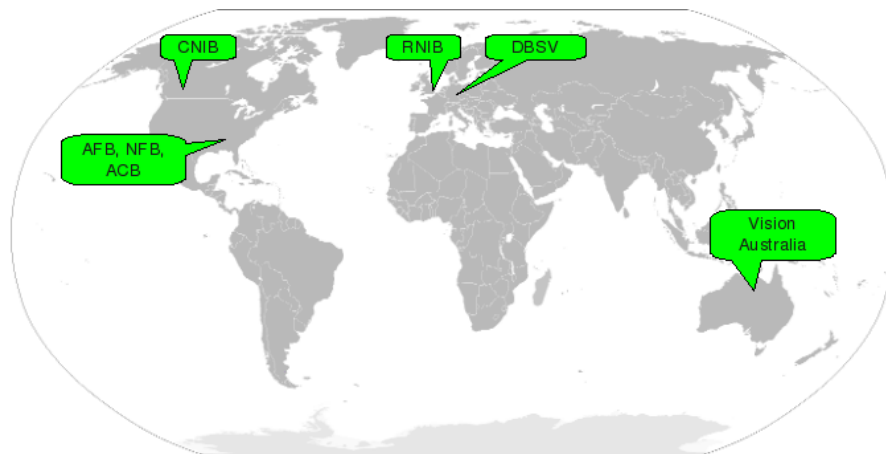 CNIB
RNIB
DBSV
AFB, NFB,
ACB
Vision
Australia